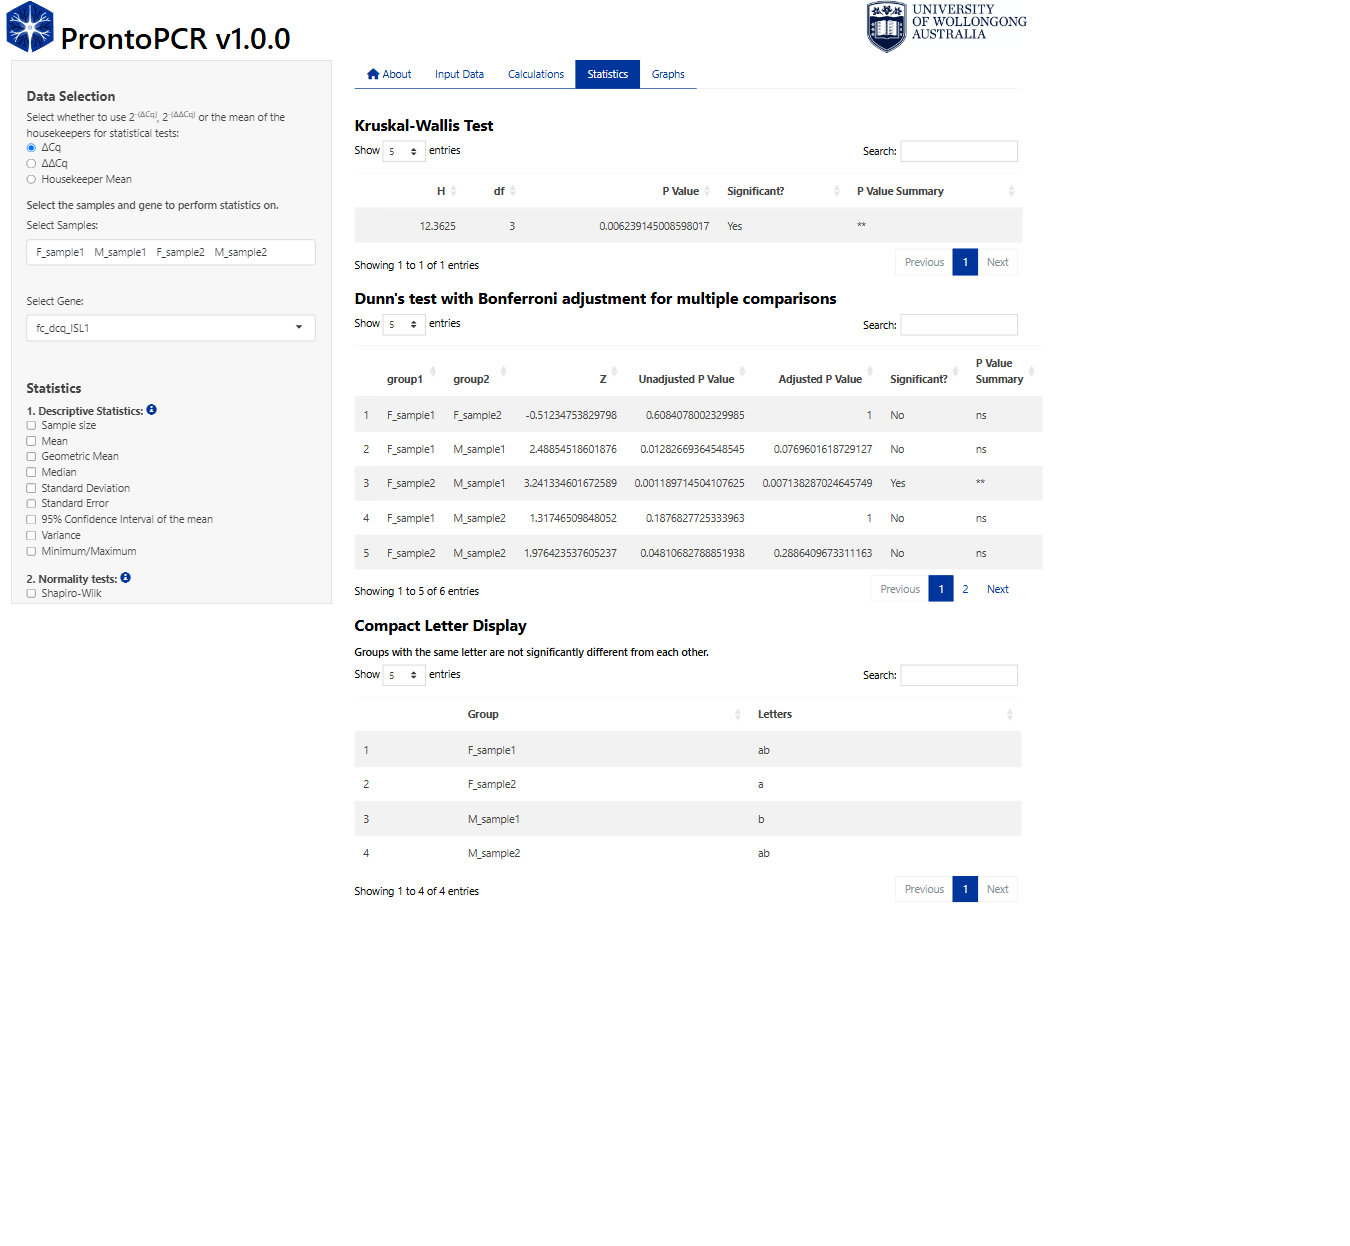 ProntoPCR v1.0.0
UNIVERSITY
OF WOLLONGONG
AUSTRALIA
Data Selection
Select whether to use 2^-(ΔCq), 2^-(ΔΔCq) or the mean of the
housekeepers for statistical tests:
ΔCq
ΔΔCq
Housekeeper Mean
Select the samples and gene to perform statistics on.
Select Samples:
F_sample1 M_sample1 F_sample2 M_sample2
Select Gene:
fc_dcq_ISL1
Statistics
1. Descriptive Statistics:
Sample size
Mean
Geometric Mean
Median
Standard Deviation
Standard Error
95% Confidence Interval of the mean
Variance
Minimum/Maximum
2. Normality tests:
Shapiro-Wilk
About Input Data Calculations Statistics Graphs
Kruskal-Wallis Test
Show 5 entries Search:
H df P Value Significant? P Value Summary
12.3625 3 0.006239145008598017 Yes **
Showing 1 to 1 of 1 entries Previous 1 Next
Dunn's test with Bonferroni adjustment for multiple comparisons
Show 5 entries Search:
group1 group2 Z Unadjusted P Value Adjusted P Value Significant? P Value Summary
1 F_sample1 F_sample2 -0.51234753829798 0.6084078002329985 1 No ns
2 F_sample1 M_sample1 2.48854518601876 0.01282669364548545 0.0769601618729127 No ns
3 F_sample2 M_sample1 3.241334601672589 0.001189714504107625 0.007138287024645749 Yes **
4 F_sample1 M_sample2 1.31746509848052 0.1876827725333963 1 No ns
5 F_sample2 M_sample2 1.976423537605237 0.04810682788851938 0.2886409673311163 No ns
Showing 1 to 5 of 6 entries Previous 1 2 Next
Compact Letter Display
Groups with the same letter are not significantly different from each other.
Show 5 entries Search:
Group Letters
1 F_sample1 ab
2 F_sample2 a
3 M_sample1 b
4 M_sample2 ab
Showing 1 to 4 of 4 entries Previous 1 Next